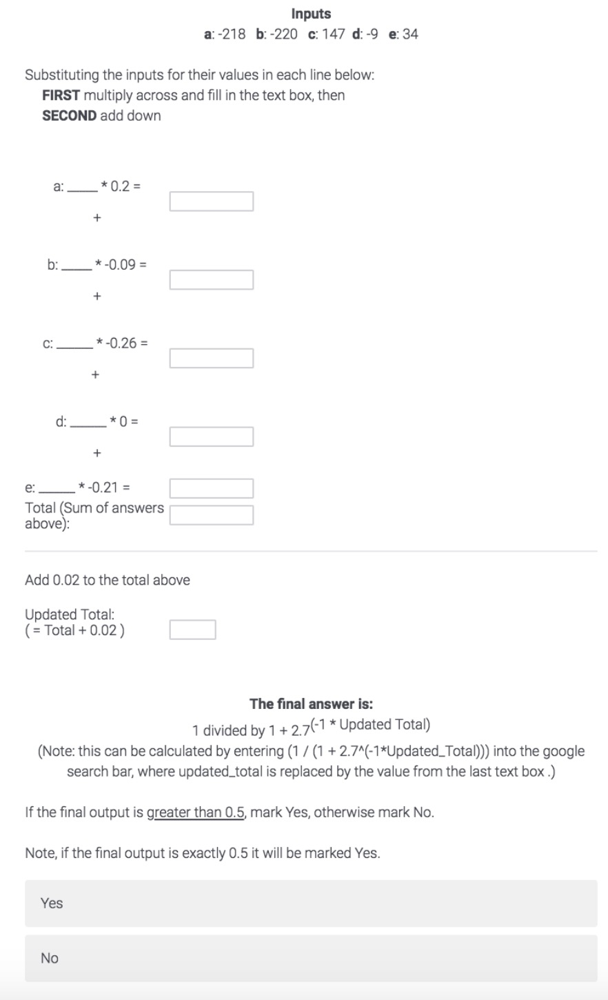 Inputs
a: -218 b: -220 c: 147 d: -9 e: 34
Substituting the inputs for their values in each line below:
FIRST multiply across and fill in the text box, then
SECOND add down
a: ____ * 0.2 =
+
b: ____ * -0.09 =
+
c: _____ * -0.26 =
+
d: _____ * 0 =
+
e: _____ * -0.21 =
Total (Sum of answers
above):
Add 0.02 to the total above
Updated Total:
( = Total + 0.02 )
The final answer is:
1 divided by 1 + 2.7(-1 * Updated Total)
(Note: this can be calculated by entering (1 / (1 + 2.7^(-1*Updated_Total))) into the google
search bar, where updated_total is replaced by the value from the last text box .)
If the final output is greater than 0.5, mark Yes, otherwise mark No.
Note, if the final output is exactly 0.5 it will be marked Yes.
Yes
No